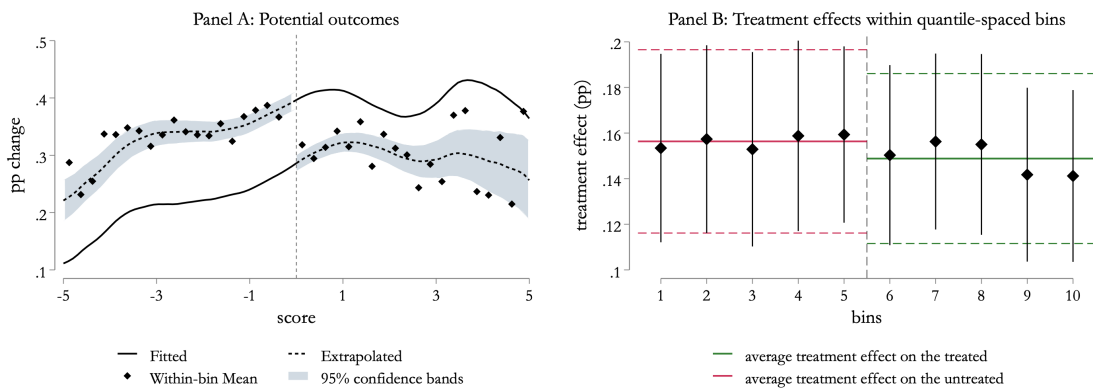 Panel A: Potential outcomes
pp change
.5
.4
.3
.2
.1
-5
-3
-1
1
3
5
score
Fitted
Extrapolated
Within-bin Mean
95% confidence bands
Panel B: Treatment effects within quantile-spaced bins
treatment effect (pp)
.2
.18
.16
.14
.12
.1
1
2
3
4
5
6
7
8
9
10
bins
average treatment effect on the treated
average treatment effect on the untreated